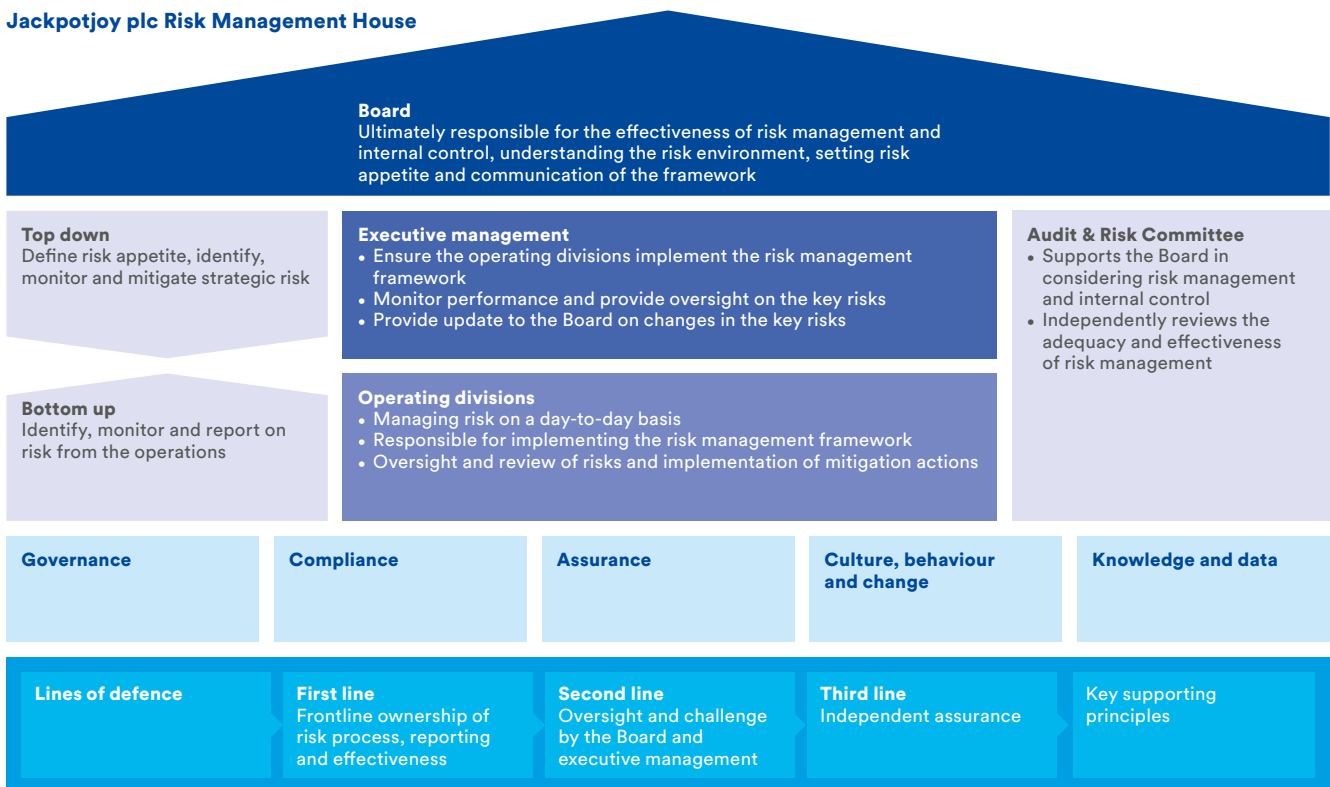 Jackpotjoy plc Risk Management House
Board
Ultimately responsible for the effectiveness of risk management and
internal control, understanding the risk environment, setting risk
appetite and communication of the framework
Top down
Define risk appetite, identify,
monitor and mitigate strategic risk
Executive management
• Ensure the operating divisions implement the risk management
framework
• Monitor performance and provide oversight on the key risks
• Provide update to the Board on changes in the key risks
Audit & Risk Committee
• Supports the Board in
considering risk management
and internal control
• Independently reviews the
adequacy and effectiveness
of risk management
Bottom up
Identify, monitor and report on
risk from the operations
Operating divisions
• Managing risk on a day-to-day basis
• Responsible for implementing the risk management framework
• Oversight and review of risks and implementation of mitigation actions
Governance
Compliance
Assurance
Culture, behaviour
and change
Knowledge and data
Lines of defence
First line
Frontline ownership of
risk process, reporting
and effectiveness
Second line
Oversight and challenge
by the Board and
executive management
Third line
Independent assurance
Key supporting
principles